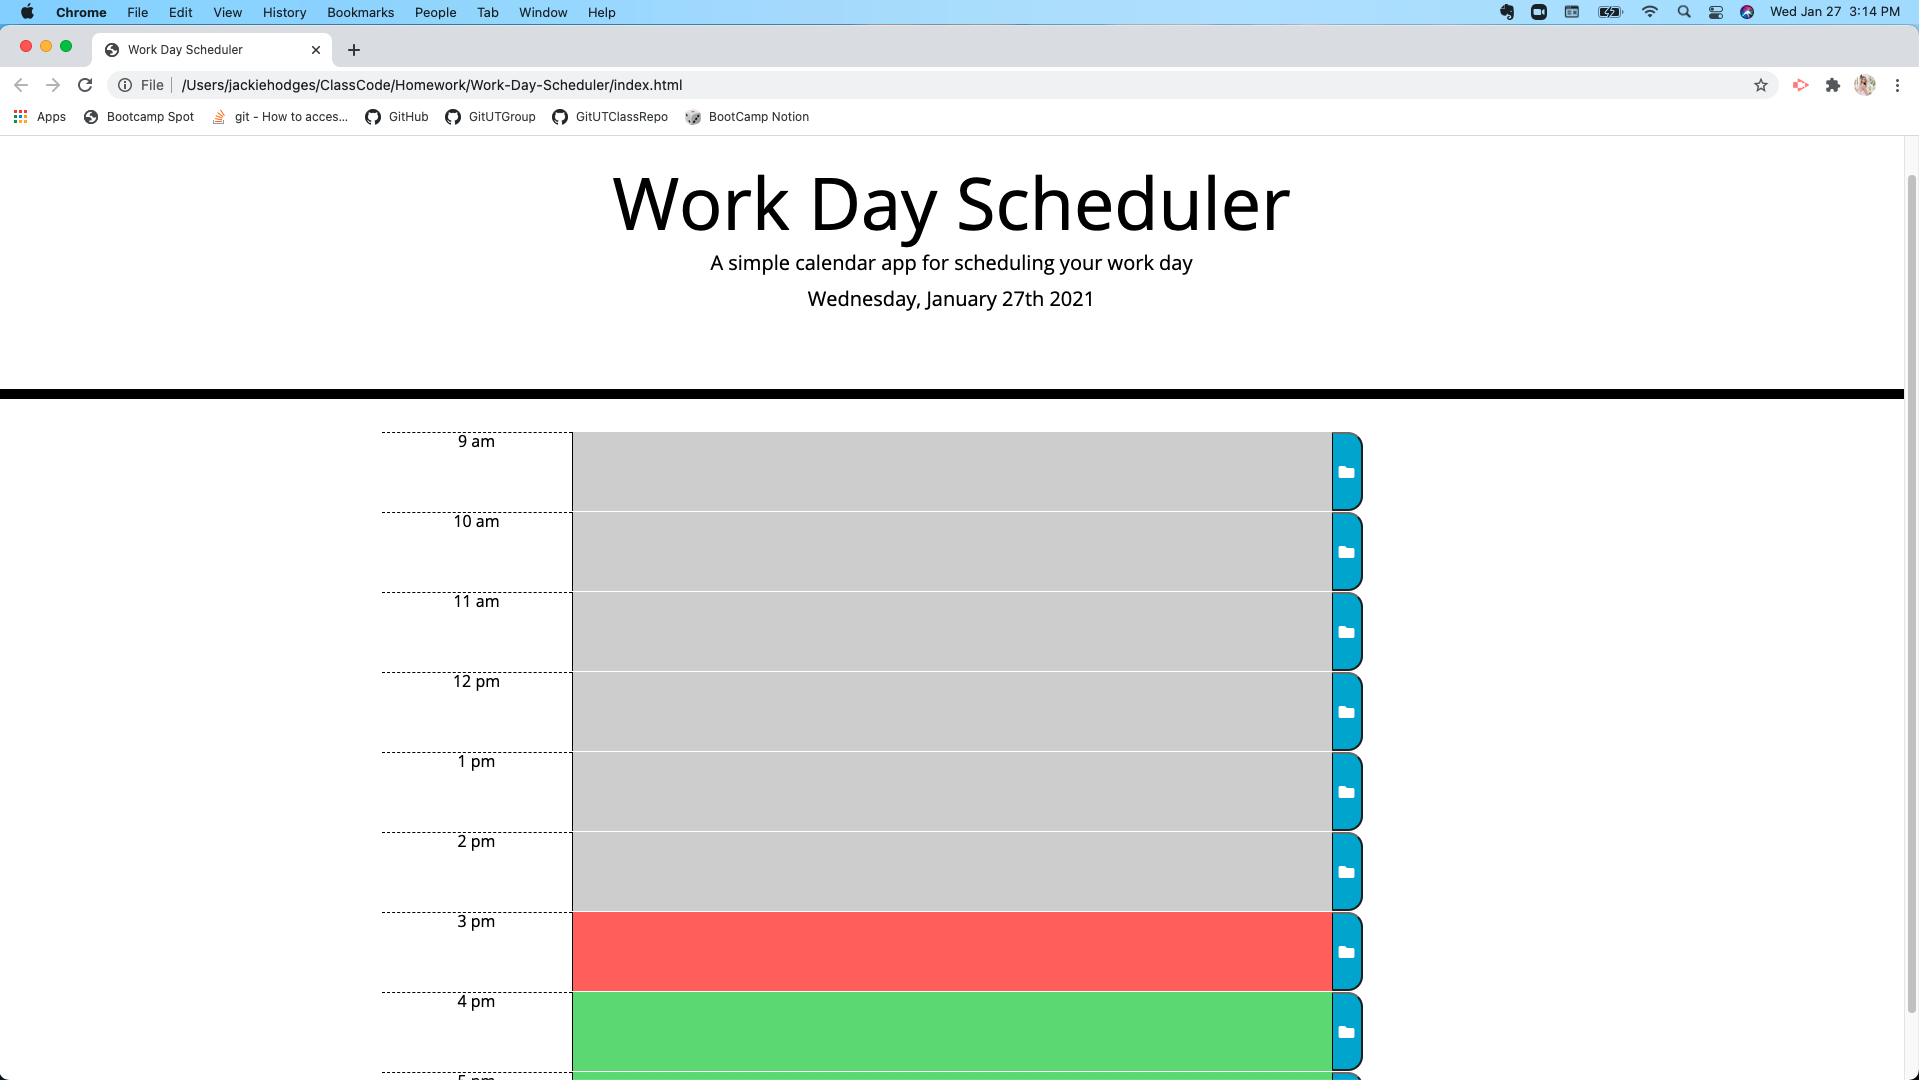 Chrome File Edit View History Bookmarks People Tab Window Help Wed Jan 27 3:14 PM
Work Day Scheduler
File /Users/jackiehodges/ClassCode/Homework/Work-Day-Scheduler/index.html
Apps Bootcamp Spot git - How to acces... GitHub GitUTGroup GitUTClassRepo BootCamp Notion
Work Day Scheduler
A simple calendar app for scheduling your work day
Wednesday, January 27th 2021
9 am
10 am
11 am
12 pm
1 pm
2 pm
3 pm
4 pm
5 pm